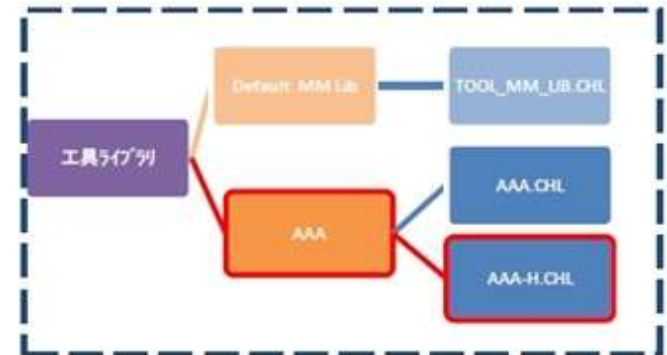 Default MM Lib
TOOL_MM_LIB.CHL
工具ﾗｲﾌﾞﾗﾘ
AAA.CHL
AAA
AAA-H.CHL